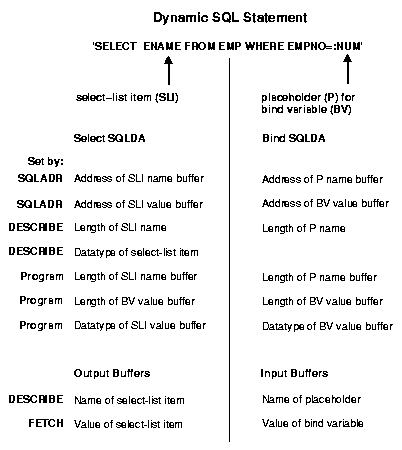 Dynamic SQL Statement
'SELECT ENAME FROM EMP WHERE EMPNO=:NUM'
select-list item (SLI)
placeholder (P) for
bind variable (BV)
Select SQLDA
Bind SQLDA
Set by:
SQLADR Address of SLI name buffer Address of P name buffer
SQLADR Address of SLI value buffer Address of BV value buffer
DESCRIBE Length of SLI name Length of P name
DESCRIBE Datatype of select-list item
Program Length of SLI name buffer Length of P name buffer
Program Length of BV value buffer Length of BV value buffer
Program Datatype of SLI value buffer Datatype of BV value buffer
Output Buffers Input Buffers
DESCRIBE Name of select-list item Name of placeholder
FETCH Value of select-list item Value of bind variable